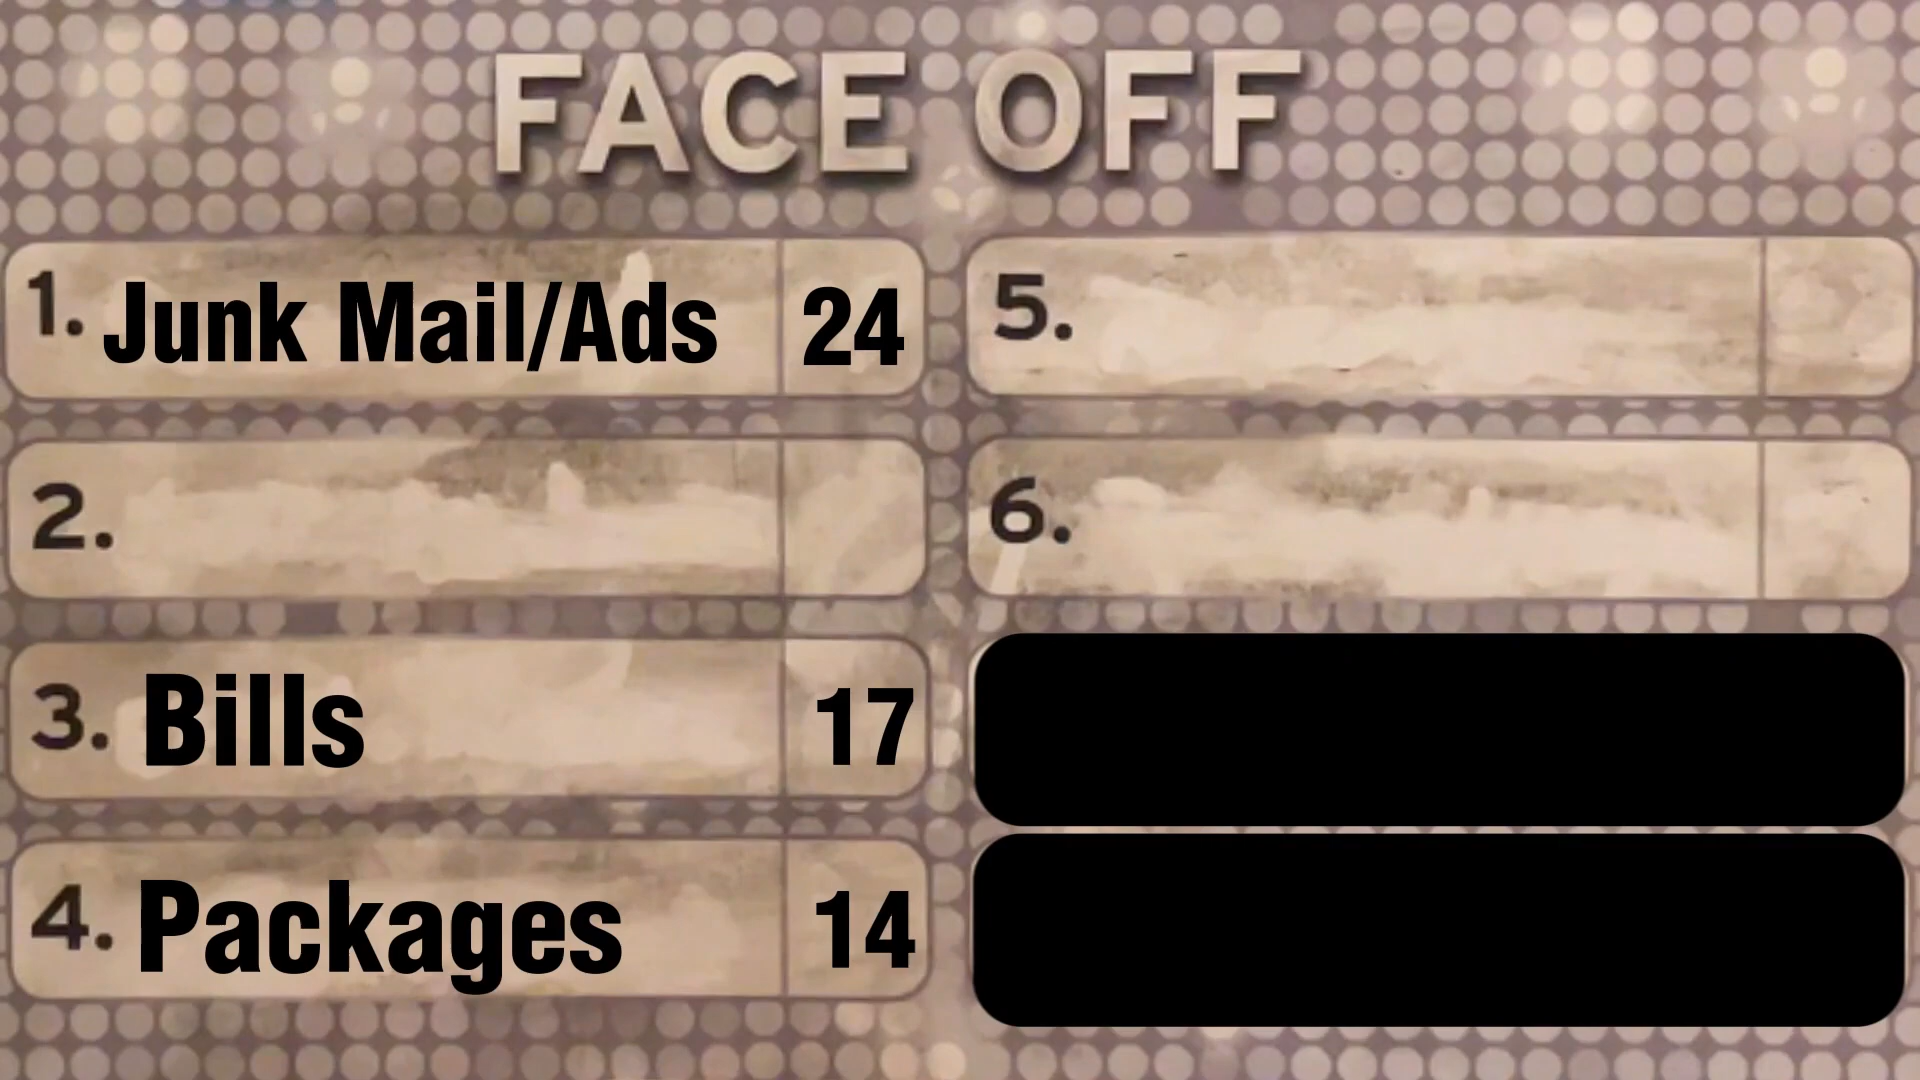 FACE OFF
1. Junk Mail/Ads 24
2.
3. Bills 17
4. Packages 14
5.
6.